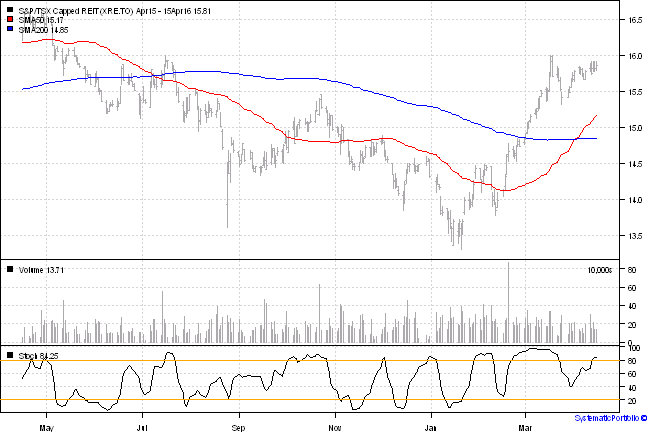 S&P/TSX Capped REIT (XRE.TO) Apr15 - 15Apr16 15.81
SMA50 15.17
SMA200 14.85
16.5
16.0
15.5
15.0
14.5
14.0
13.5
Volume 13.71
10,000s
80
60
40
20
0
Stoch 84.25
100
80
60
40
20
May Jul Sep Nov Jan Mar
SystematicPortfolio ©